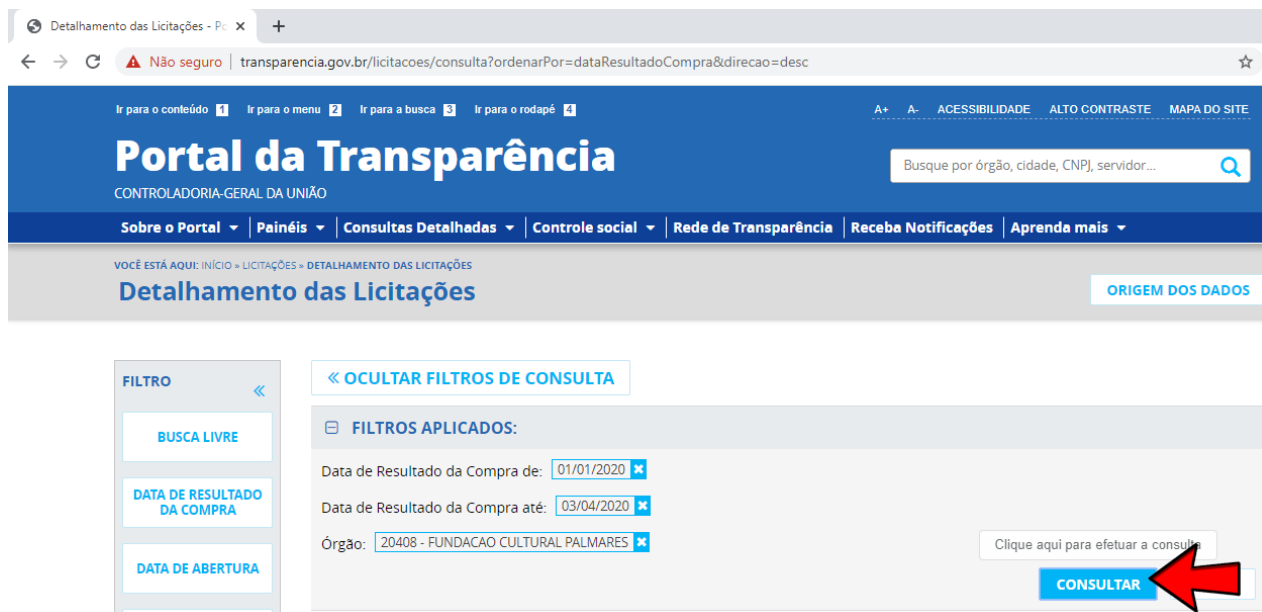 Detalhamento das Licitações - Po
Não seguro | transparencia.gov.br/licitacoes/consulta?ordenarPor=dataResultadoCompra&direcao=desc
Ir para o conteúdo 1 Ir para o menu 2 Ir para a busca 3 Ir para o rodapé 4
A+ A- ACESSIBILIDADE ALTO CONTRASTE MAPA DO SITE
Portal da Transparência
Busque por órgão, cidade, CNPJ, servidor...
CONTROLADORIA-GERAL DA UNIÃO
Sobre o Portal Painéis Consultas Detalhadas Controle social Rede de Transparência Receba Notificações Aprenda mais
VOCÊ ESTÁ AQUI: INÍCIO » LICITAÇÕES » DETALHAMENTO DAS LICITAÇÕES
Detalhamento das Licitações
ORIGEM DOS DADOS
FILTRO
BUSCA LIVRE
DATA DE RESULTADO
DA COMPRA
DATA DE ABERTURA
OCULTAR FILTROS DE CONSULTA
FILTROS APLICADOS:
Data de Resultado da Compra de: 01/01/2020
Data de Resultado da Compra até: 03/04/2020
Órgão: 20408 - FUNDACAO CULTURAL PALMARES
Clique aqui para efetuar a consulta
CONSULTAR